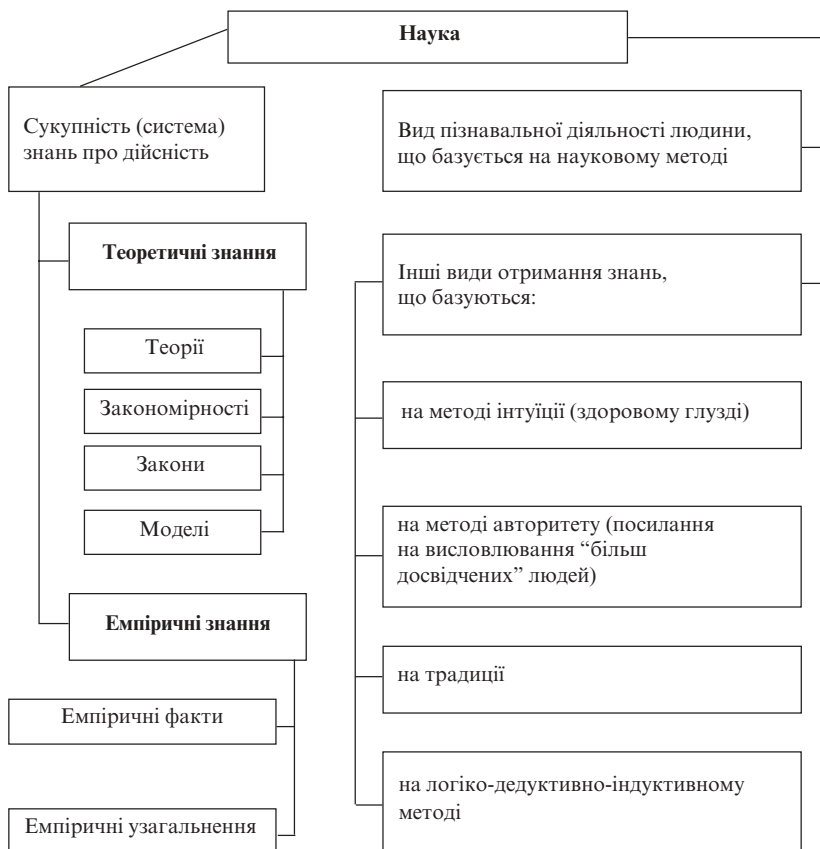 Наука
Сукупність (система)
знань про дійсність
Теоретичні знання
Теорії
Закономірності
Закони
Моделі
Емпіричні знання
Емпіричні факти
Емпіричні узагальнення
Вид пізнавальної діяльності людини,
що базується на науковому методі
Інші види отримання знань,
що базуються:
на методі інтуїції (здоровому глузді)
на методі авторитету (посилання
на висловлювання “більш
досвідчених” людей)
на традиції
на логіко-дедуктивно-індуктивному
методі